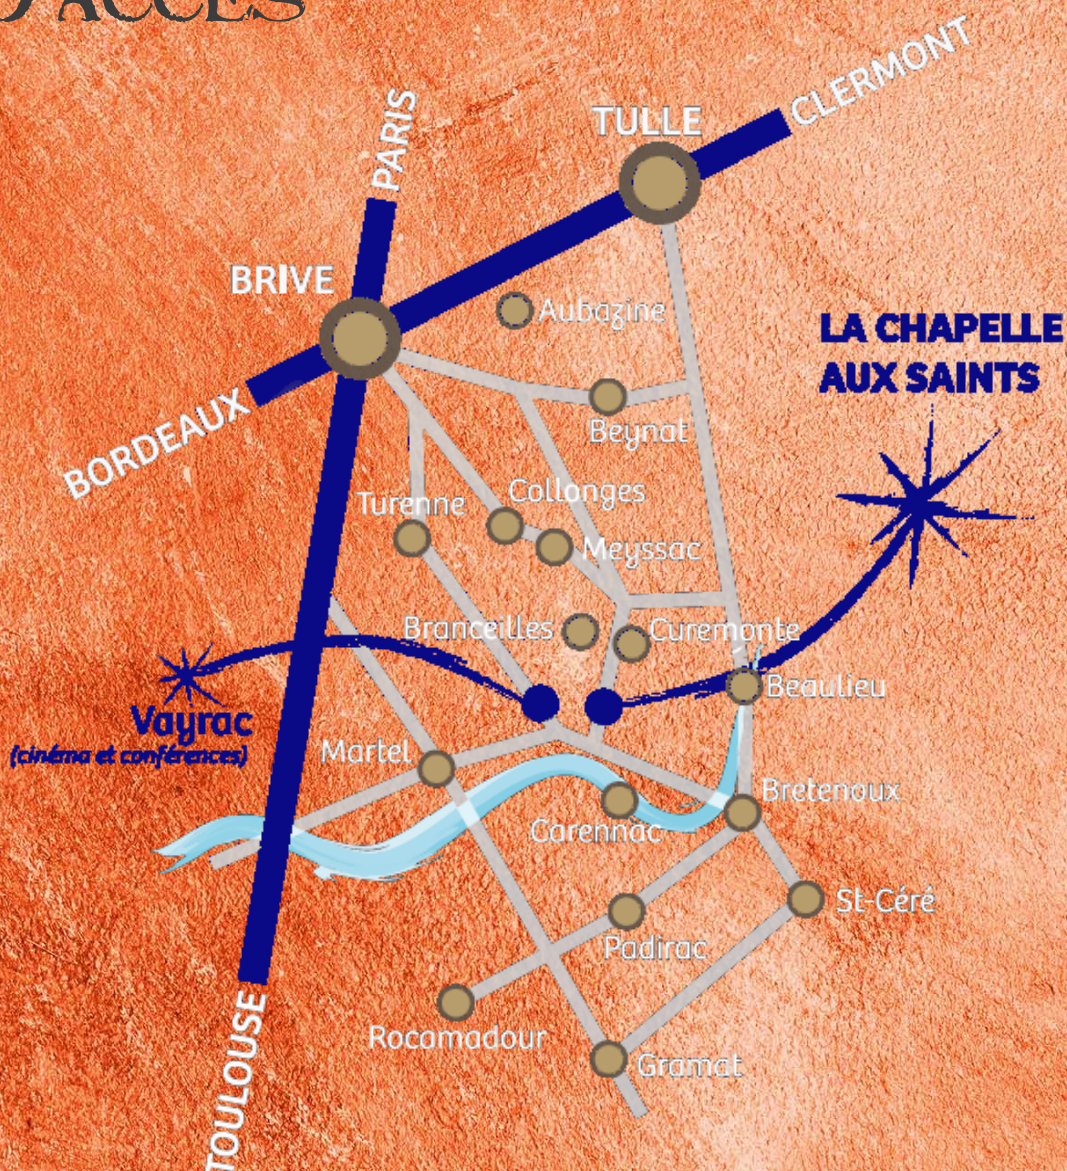 D'ACCÈS
CLERMONT
PARIS
TULLE
BRIVE
Aubazine
LA CHAPELLE
AUX SAINTS
BORDEAUX
Beynat
Collonges
Turenne
Meyssac
Branceilles
Curemonte
Beaulieu
Vayrac
(cinéma et conférences)
Martel
Bretenoux
Carennac
St-Céré
Padirac
Rocamadour
Gramat
TOULOUSE